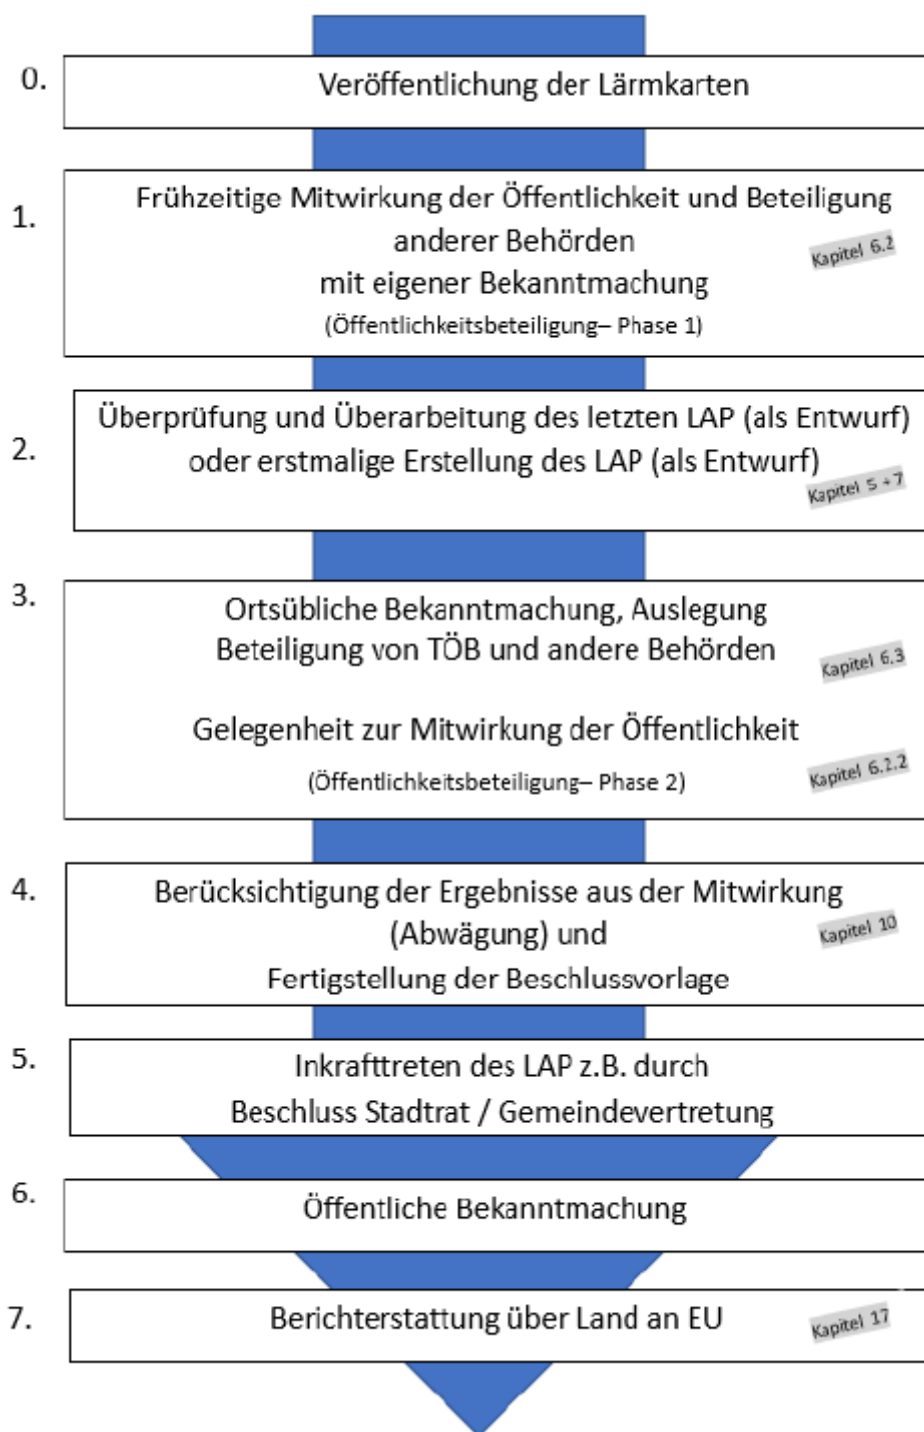 0.
Veröffentlichung der Lärmkarten
1.
Frühzeitige Mitwirkung der Öffentlichkeit und Beteiligung
anderer Behörden
Kapitel 6.2
mit eigener Bekanntmachung
(Öffentlichkeitsbeteiligung– Phase 1)
2.
Überprüfung und Überarbeitung des letzten LAP (als Entwurf)
oder erstmalige Erstellung des LAP (als Entwurf)
Kapitel 5 +7
3.
Ortsübliche Bekanntmachung, Auslegung
Beteiligung von TÖB und andere Behörden
Kapitel 6.3
Gelegenheit zur Mitwirkung der Öffentlichkeit
(Öffentlichkeitsbeteiligung– Phase 2)
Kapitel 6.2.2
4.
Berücksichtigung der Ergebnisse aus der Mitwirkung
(Abwägung) und
Kapitel 10
Fertigstellung der Beschlussvorlage
5.
Inkrafttreten des LAP z.B. durch
Beschluss Stadtrat / Gemeindevertretung
6.
Öffentliche Bekanntmachung
7.
Berichterstattung über Land an EU
Kapitel 17